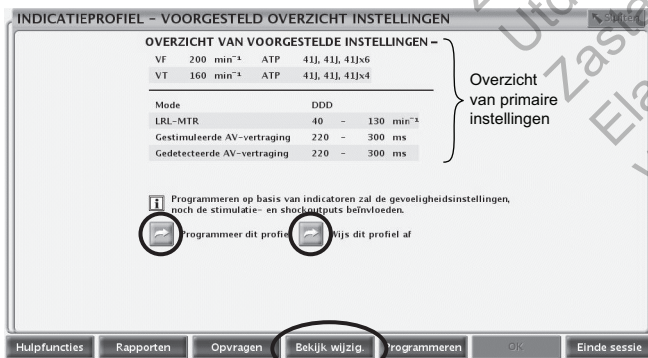 INDICATIEPROFIEL – VOORGESTELD OVERZICHT INSTELLINGEN
Sluiten
OVERZICHT VAN VOORGESTELDE INSTELLINGEN –
VF 200 min⁻¹ ATP 41J, 41J, 41Jx6
VT 160 min⁻¹ ATP 41J, 41J, 41Jx4
Mode DDD
LRL-MTR 40 – 130 min⁻¹
Gestimuleerde AV-vertraging 220 – 300 ms
Gedetecteerde AV-vertraging 220 – 300 ms
Overzicht
van primaire
instellingen
i Programmeren op basis van indicatoren zal de gevoeligheidsinstellingen,
noch de stimulatie- en shockoutputs beïnvloeden.
Programmeer dit profiel Wijs dit profiel af
Hulpfuncties Rapporten Opvragen Bekijk wijzig. Programmeren OK Einde sessie